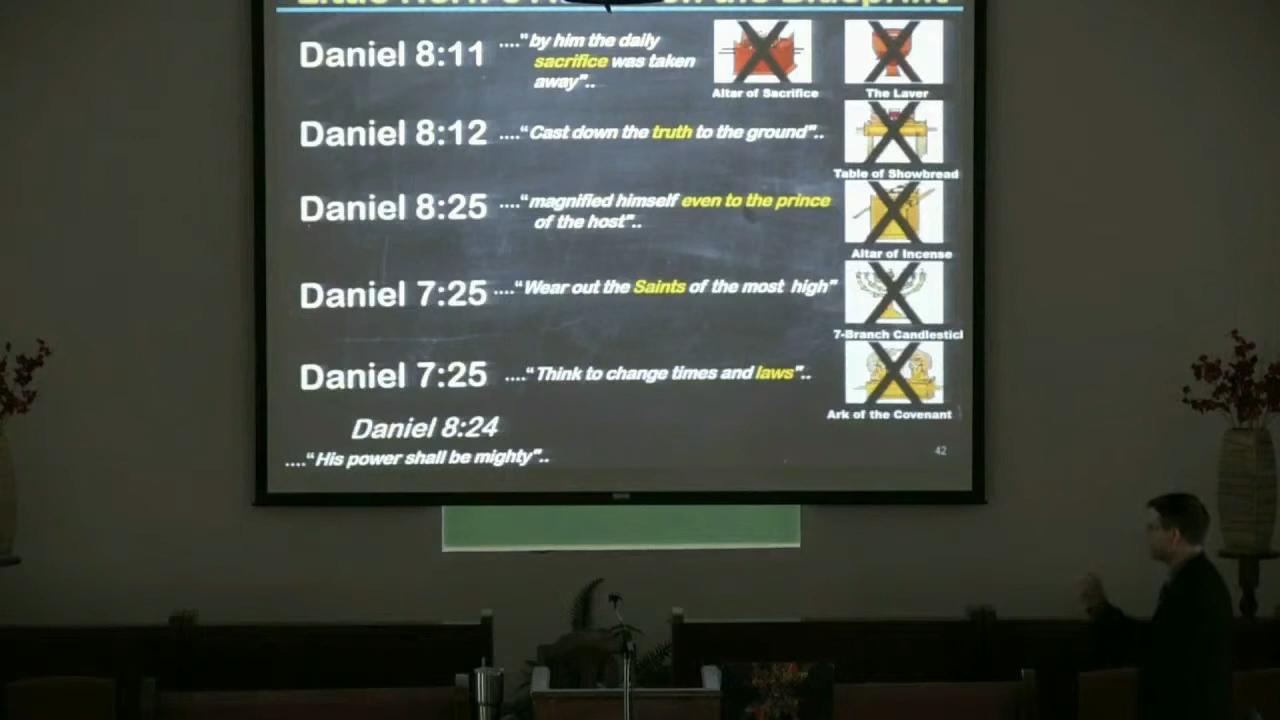 Daniel 8:11 ...."by him the daily
sacrifice was taken
away"..
Altar of Sacrifice The Laver
Daniel 8:12 ...."Cast down the truth to the ground"..
Table of Showbread
Daniel 8:25 ...."magnified himself even to the prince
of the host"..
Altar of Incense
Daniel 7:25 ...."Wear out the Saints of the most high"
7-Branch Candlestick
Daniel 7:25 ...."Think to change times and laws"..
Ark of the Covenant
Daniel 8:24
...."His power shall be mighty"..
42